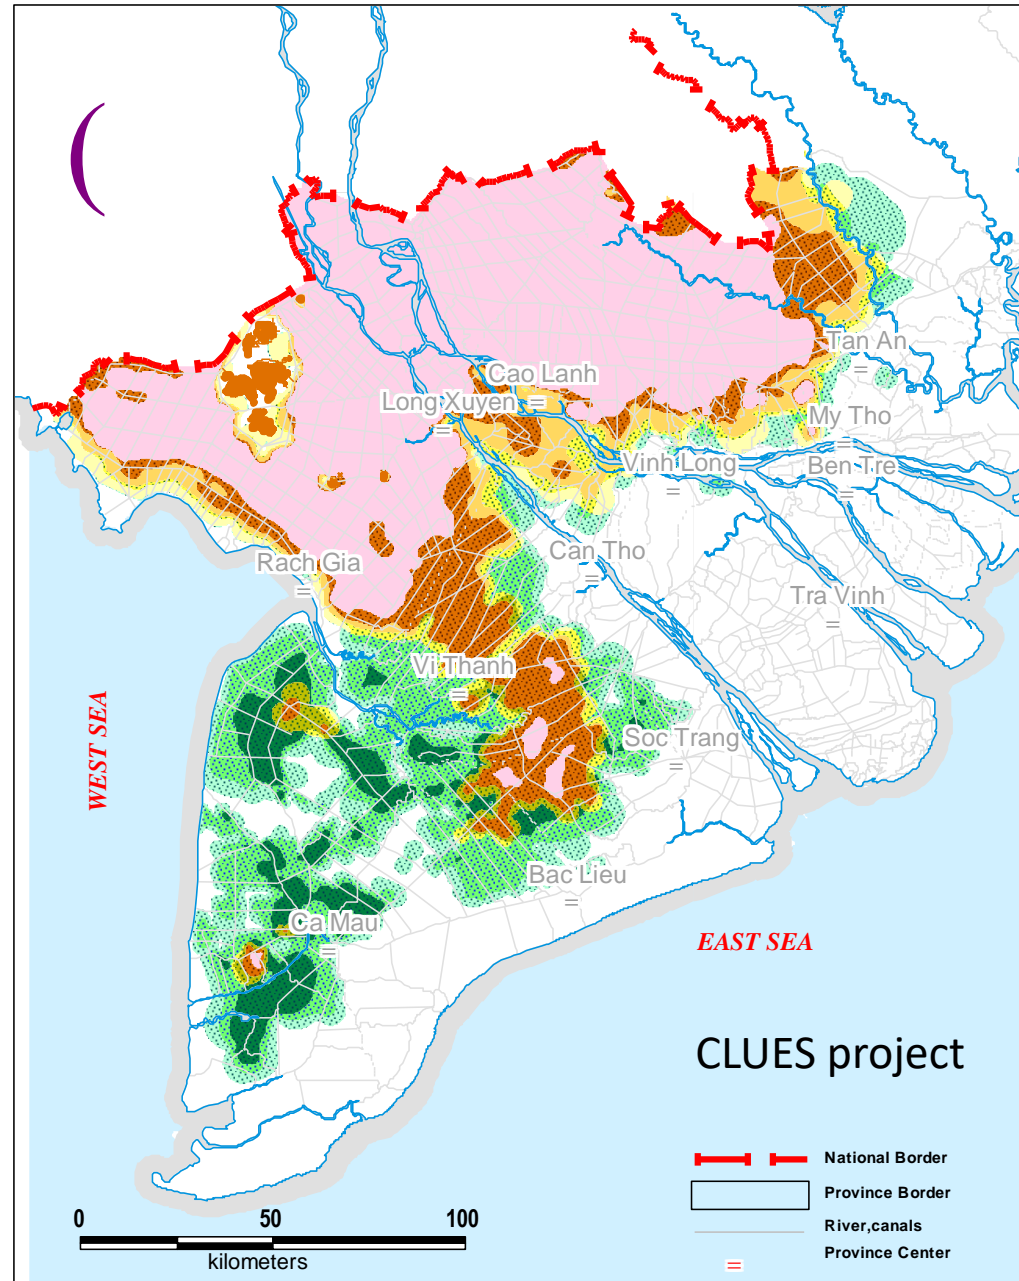 Tan An
Cao Lanh
Long Xuyen
My Tho
Vinh Long
Ben Tre
Can Tho
Rach Gia
Tra Vinh
Vi Thanh
WEST SEA
Soc Trang
Bac Lieu
Ca Mau
EAST SEA
CLUES project
National Border
Province Border
River,canals
Province Center
0 50 100
kilometers